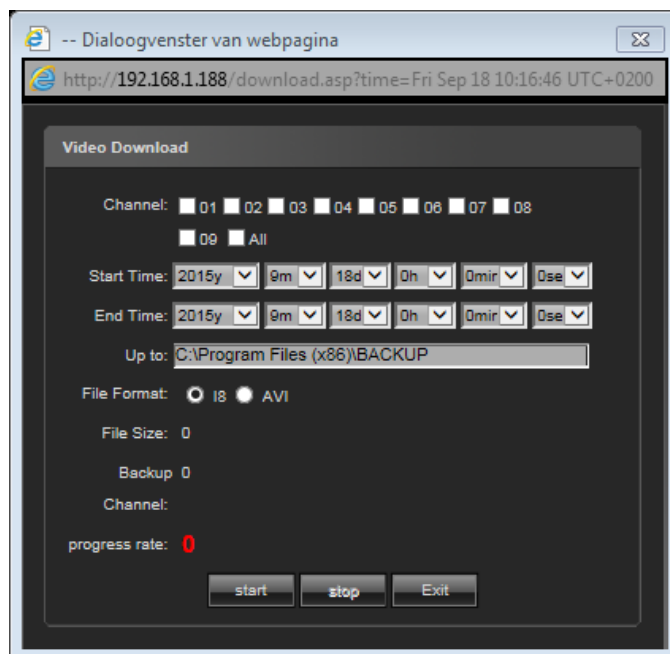 -- Dialoogvenster van webpagina
http://192.168.1.188/download.asp?time=Fri Sep 18 10:16:46 UTC+0200
Video Download
Channel: 01 02 03 04 05 06 07 08
09 All
Start Time: 2015y 9m 18d 0h 0min 0se
End Time: 2015y 9m 18d 0h 0min 0se
Up to: C:\Program Files (x86)\BACKUP
File Format: I8 AVI
File Size: 0
Backup 0
Channel:
progress rate: 0
start stop Exit